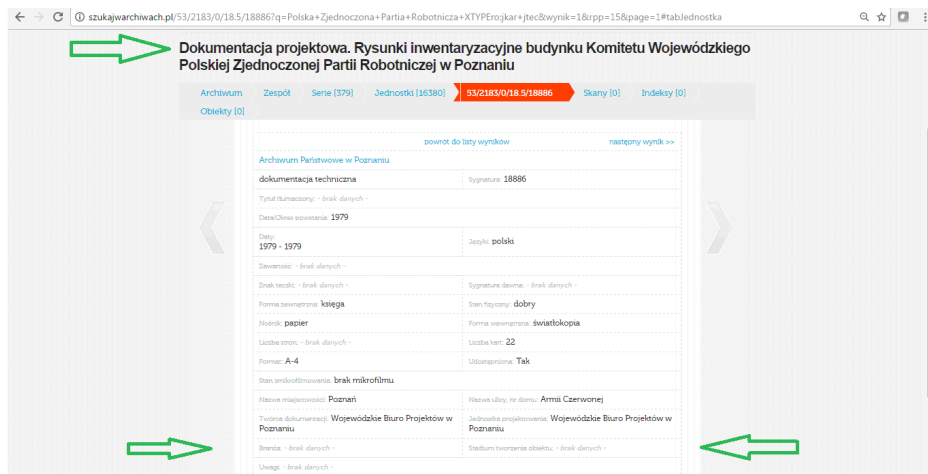 szukajwarchiwach.pl/53/2183/0/18.5/18886?q=Polska+Zjednoczona+Partia+Robotnicza+XTYPEro:jkar+jtec&wynik=1&rpp=15&page=1#tabJednostka
Dokumentacja projektowa. Rysunki inwentaryzacyjne budynku Komitetu Wojewódzkiego
Polskiej Zjednoczonej Partii Robotniczej w Poznaniu
Archiwum Zespół Serie [379] Jednostki [16380] 53/2183/0/18.5/18886 Skany [0] Indeksy [0]
Obiekty [0]
powrót do listy wyników następny wynik >>
Archiwum Państwowe w Poznaniu
dokumentacja techniczna Sygnatura: 18886
Tytuł tłumaczony: - brak danych -
Data/Okres powstania: 1979
Daty:
1979 - 1979 Języki: polski
Zawartość: - brak danych -
Znak teczki: - brak danych - Sygnatura dawna: - brak danych -
Forma zewnętrzna: księga Stan fizyczny: dobry
Nośnik: papier Forma wewnętrzna: światłokopia
Liczba stron: - brak danych - Liczba kart: 22
Format: A-4 Udostępniona: Tak
Stan zmikrofilmowania: brak mikrofilmu
Nazwa miejscowości: Poznań Nazwa ulicy, nr domu: Armii Czerwonej
Twórca dokumentacji: Wojewódzkie Biuro Projektów w Jednostka projektowania: Wojewódzkie Biuro Projektów w
Poznaniu Poznaniu
Branża: - brak danych - Stadium tworzenia obiektu: - brak danych -
Uwagi: - brak danych -